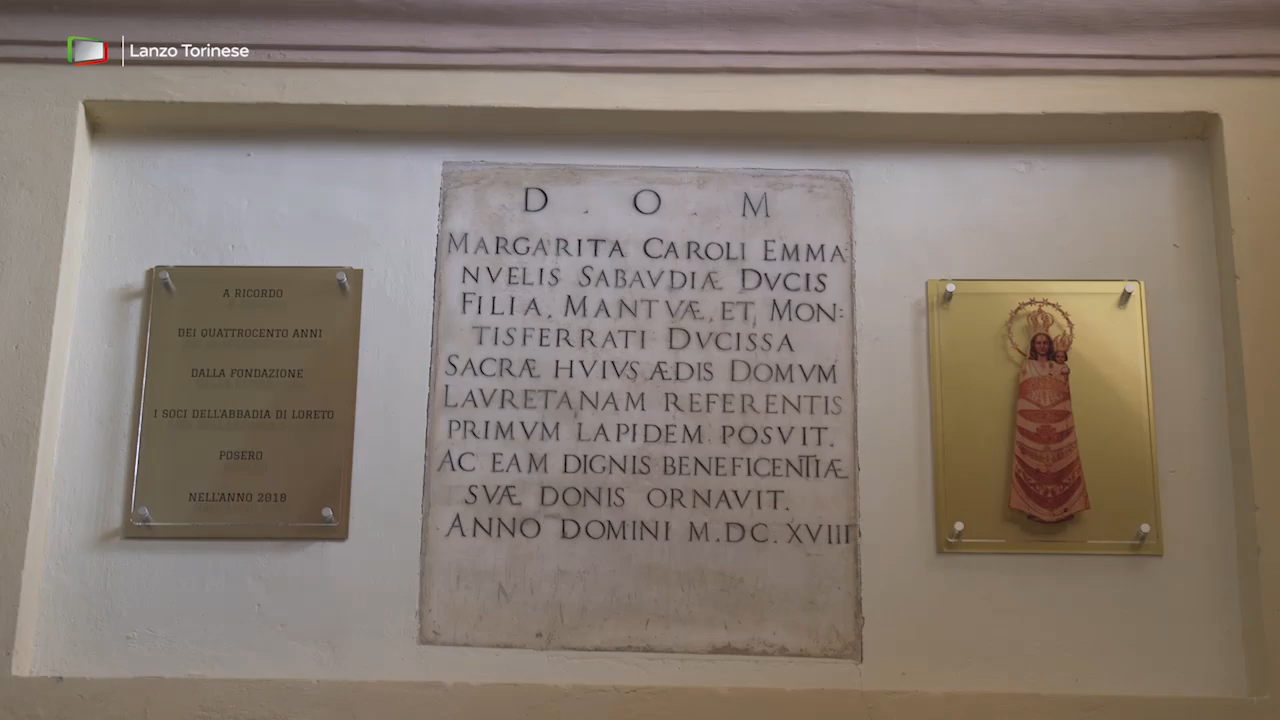 Lanzo Torinese
A RICORDO
DEI QUATTROCENTO ANNI
DALLA FONDAZIONE
I SOCI DELL'ABBADIA DI LORETO
POSERO
NELL'ANNO 2018
D . O . M
MARGARITA CAROLI EMMA
NVELIS SABAVDIÆ DVCIS
FILIA, MANTVÆ, ET, MON:
TISFERRATI DVCISSA
SACRÆ HVIVS ÆDIS DOMVM
LAVRETANAM REFERENTIS
PRIMVM LAPIDEM POSVIT.
AC EAM DIGNIS BENEFICENTIÆ
SVÆ DONIS ORNAVIT.
ANNO DOMINI M.DC.XVIII